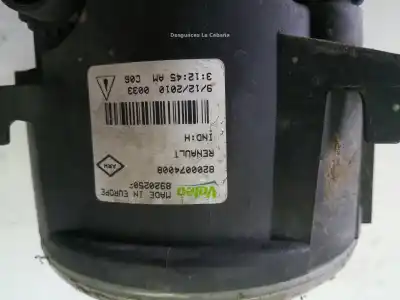 Desguaces La Cabaña
Valeo
MADE IN EUROPE
8200074008
RENAULT
IND:H
9/12/2010 0033
3:12:45 AM C06